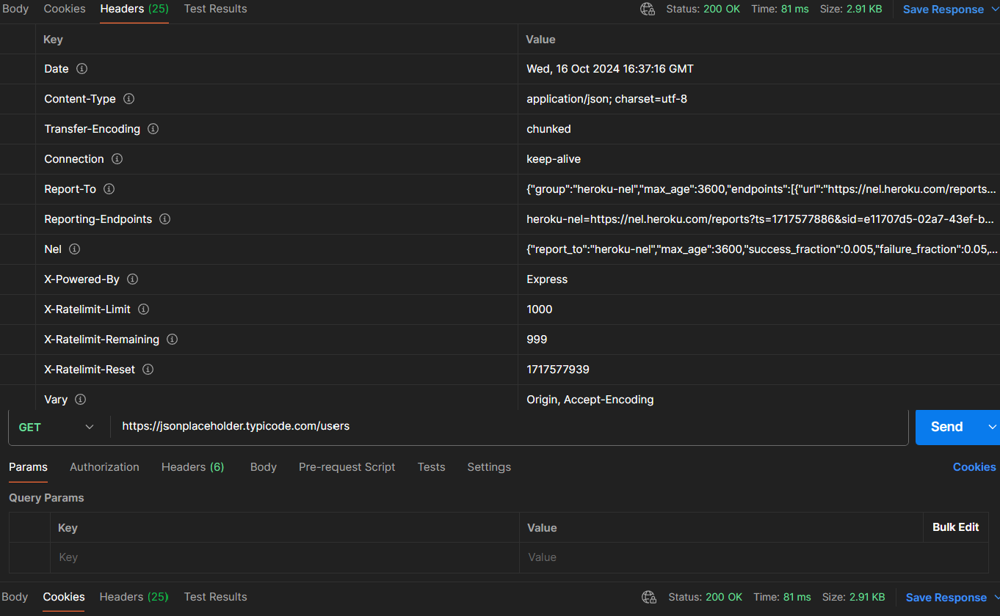 Body Cookies Headers (25) Test Results Status: 200 OK Time: 81 ms Size: 2.91 KB Save Response
Key Value
Date Wed, 16 Oct 2024 16:37:16 GMT
Content-Type application/json; charset=utf-8
Transfer-Encoding chunked
Connection keep-alive
Report-To {"group":"heroku-nel","max_age":3600,"endpoints":[{"url":"https://nel.heroku.com/reports...
Reporting-Endpoints heroku-nel=https://nel.heroku.com/reports?ts=1717577886&sid=e11707d5-02a7-43ef-b...
Nel {"report_to":"heroku-nel","max_age":3600,"success_fraction":0.005,"failure_fraction":0.05,...
X-Powered-By Express
X-Ratelimit-Limit 1000
X-Ratelimit-Remaining 999
X-Ratelimit-Reset 1717577939
Vary Origin, Accept-Encoding
GET https://jsonplaceholder.typicode.com/users Send
Params Authorization Headers (6) Body Pre-request Script Tests Settings Cookies
Query Params
Key Value Bulk Edit
Key Value
Body Cookies Headers (25) Test Results Status: 200 OK Time: 81 ms Size: 2.91 KB Save Response